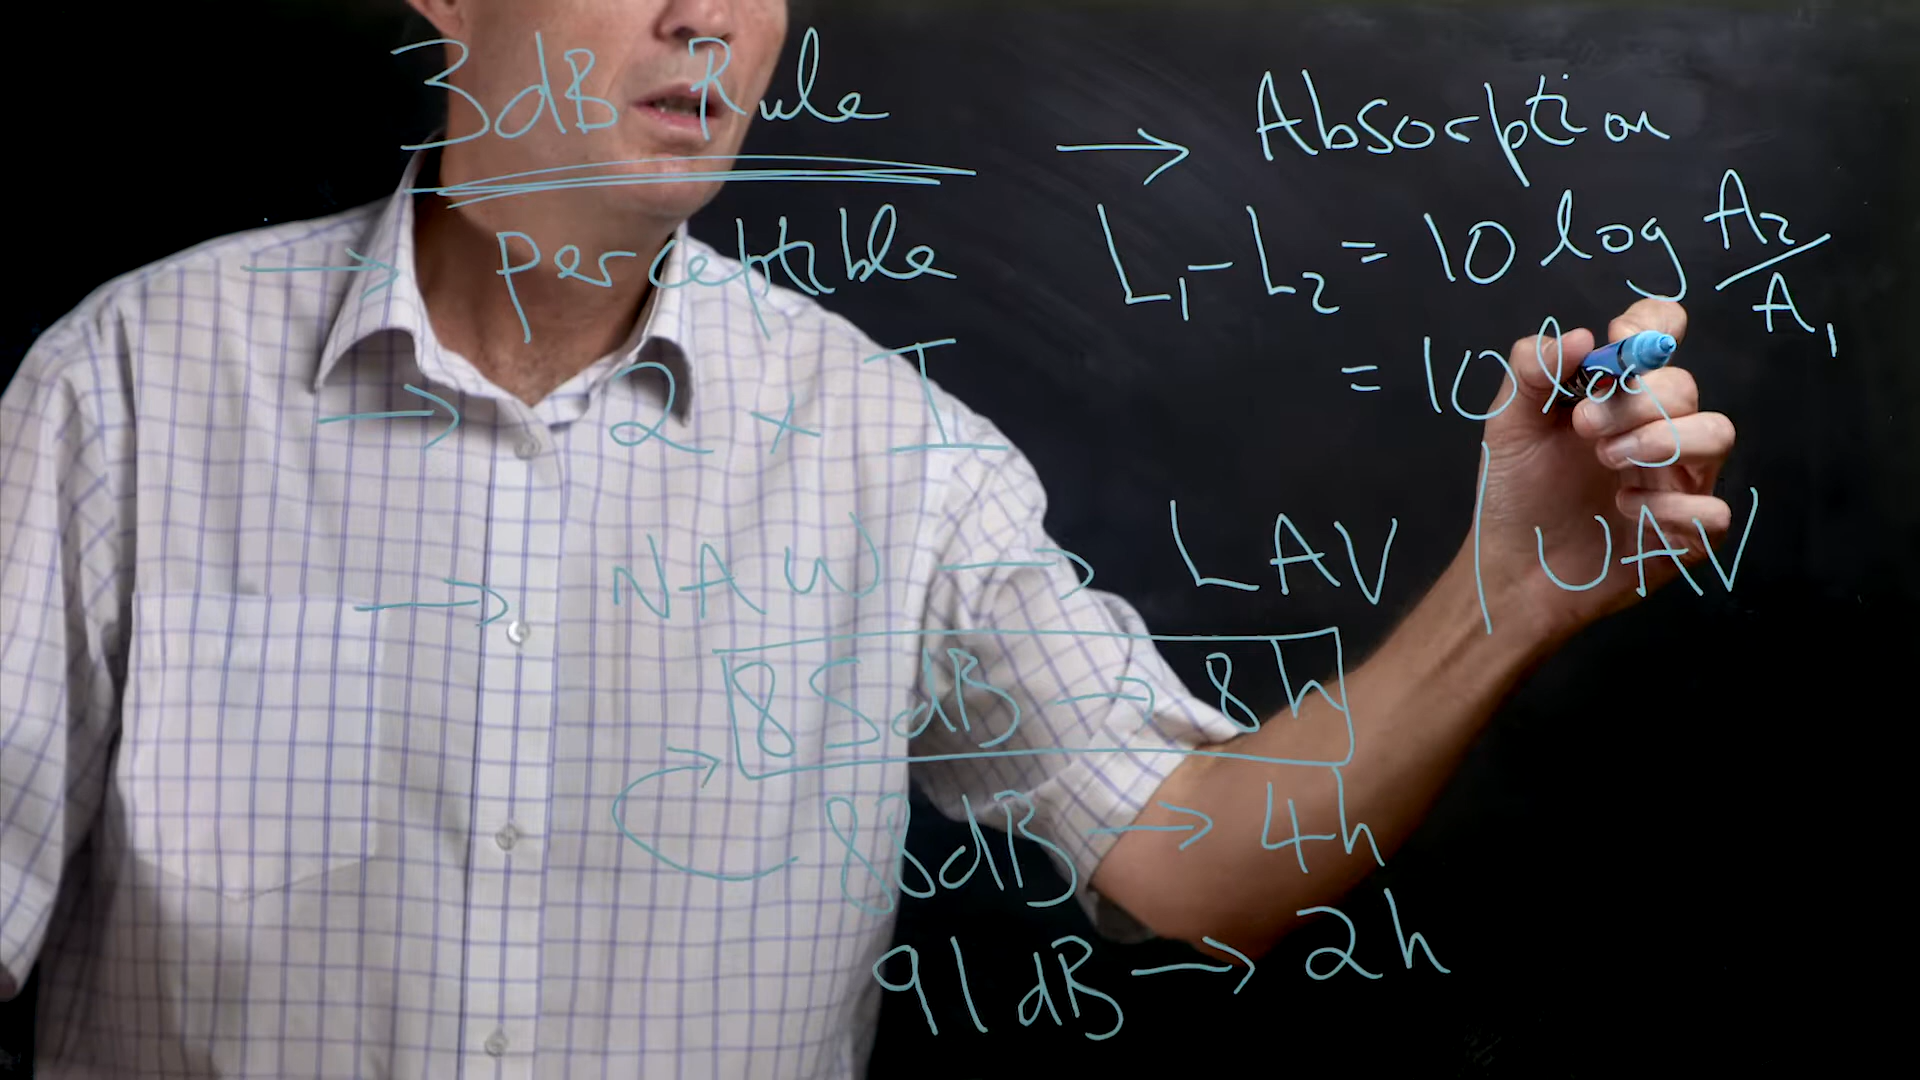 3dB Rule
→ perceptible
→ 2 × I
→ NAW → LAV | UAV
85dB → 8h
88dB → 4h
91dB → 2h
→ Absorption
L₁ - L₂ = 10 log A₂/A₁
= 10 log